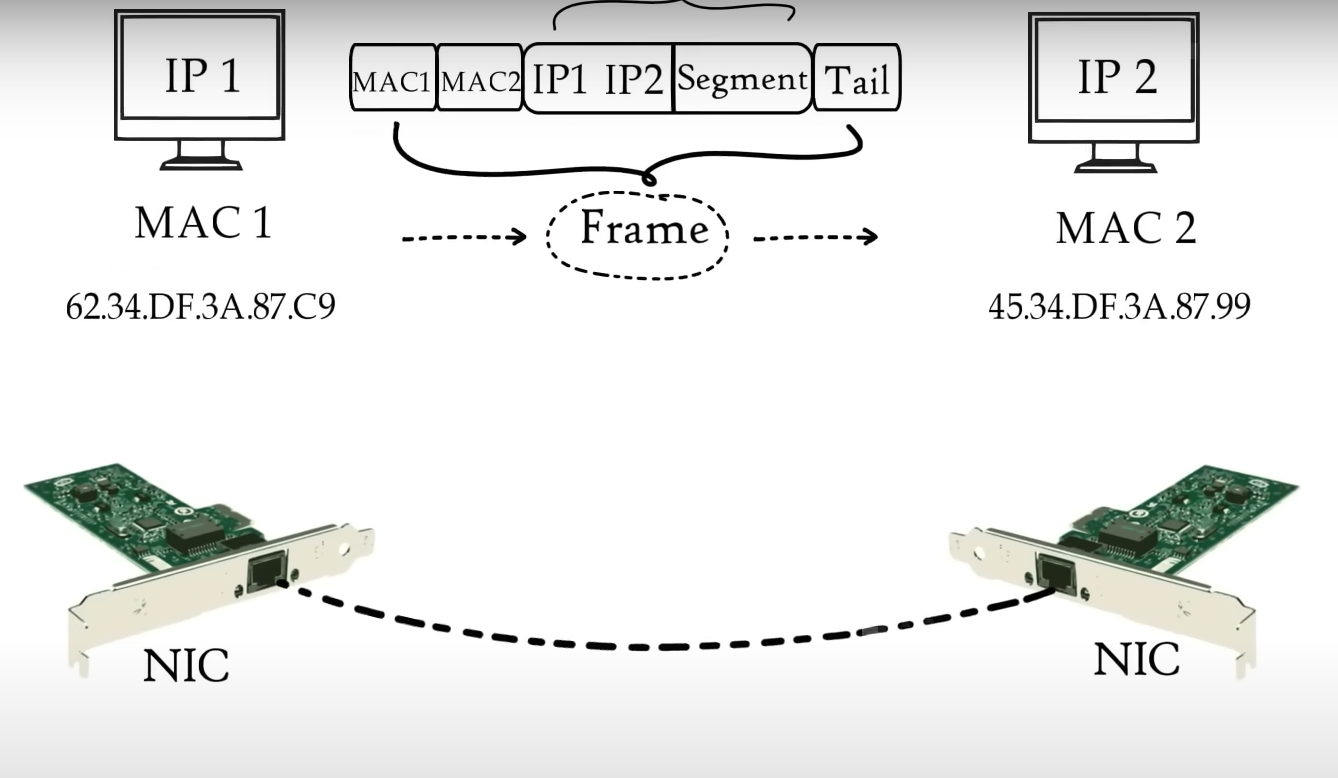 IP 1
MAC1 MAC2 IP1 IP2 Segment Tail
IP 2
Frame
MAC 1
MAC 2
62.34.DF.3A.87.C9
45.34.DF.3A.87.99
NIC
NIC